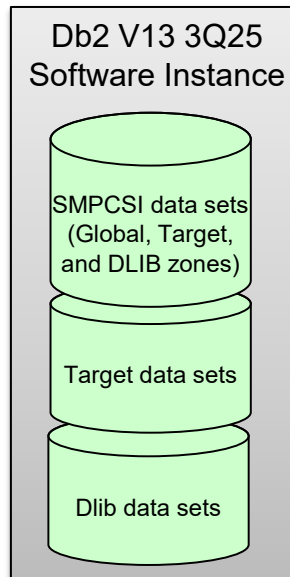 Db2 V13 3Q25
Software Instance
SMPCSI data sets
(Global, Target,
and DLIB zones)
Target data sets
Dlib data sets